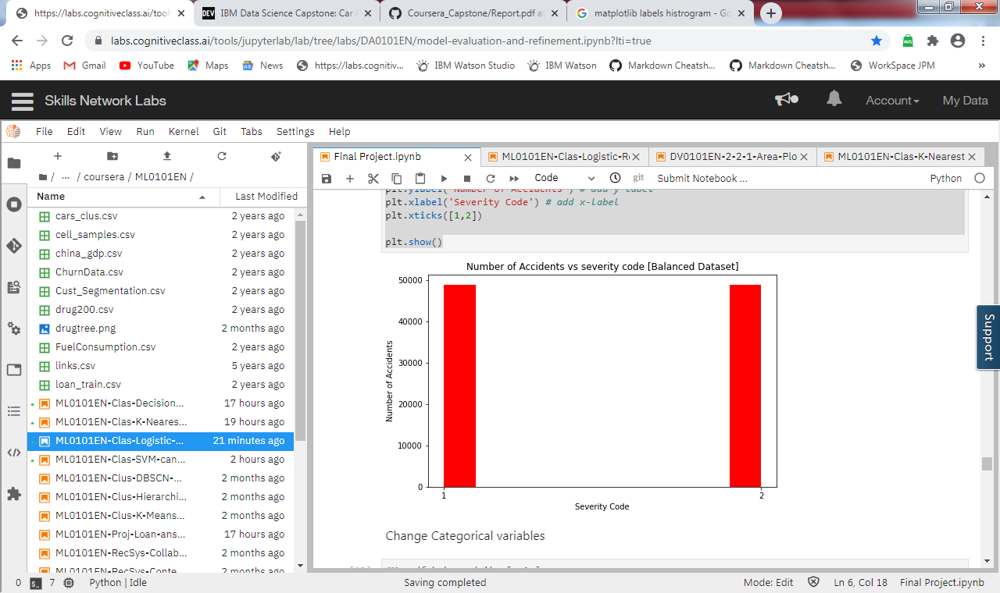 https://labs.cognitiveclass.ai/tool
IBM Data Science Capstone: Car A
Coursera_Capstone/Report.pdf at
matplotlib labels histrogram - Go
labs.cognitiveclass.ai/tools/jupyterlab/lab/tree/labs/DA0101EN/model-evaluation-and-refinement.ipynb?lti=true
Apps Gmail YouTube Maps News https://labs.cognitiv... IBM Watson Studio IBM Watson Markdown Cheatsh... Markdown Cheatsh... WorkSpace JPM »
Skills Network Labs Account My Data
File Edit View Run Kernel Git Tabs Settings Help
/ ... / coursera / ML0101EN /
Name Last Modified
cars_clus.csv 2 years ago
cell_samples.csv 2 years ago
china_gdp.csv 2 years ago
ChurnData.csv 2 years ago
Cust_Segmentation.csv 2 years ago
drug200.csv 2 years ago
drugtree.png 2 months ago
FuelConsumption.csv 2 years ago
links.csv 5 years ago
loan_train.csv 2 years ago
ML0101EN-Clas-Decision... 17 hours ago
ML0101EN-Clas-K-Neares... 19 hours ago
ML0101EN-Clas-Logistic-... 21 minutes ago
ML0101EN-Clas-SVM-can... 2 hours ago
ML0101EN-Clus-DBSCN-... 2 months ago
ML0101EN-Clus-Hierarchi... 2 months ago
ML0101EN-Clus-K-Means... 2 months ago
ML0101EN-Proj-Loan-ans... 17 hours ago
ML0101EN-RecSys-Collab... 2 months ago
ML0101EN-RecSys-Conte... 2 months ago
Final Project.ipynb
ML0101EN-Clas-Logistic-Re
DV0101EN-2-2-1-Area-Plo
ML0101EN-Clas-K-Nearest
Code git Submit Notebook ... Python
plt.ylabel('Number of Accidents') # add y-label
plt.xlabel('Severity Code') # add x-label
plt.xticks([1,2])
plt.show()
Number of Accidents vs severity code [Balanced Dataset]
50000
40000
30000
20000
10000
0
Number of Accidents
1 2
Severity Code
Change Categorical variables
Support
0 7 Python | Idle Saving completed Mode: Edit Ln 6, Col 18 Final Project.ipynb